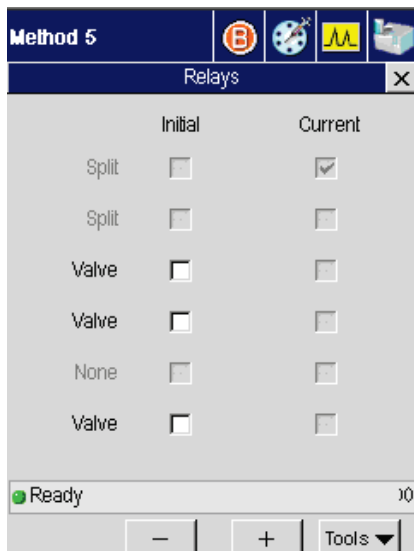 Method 5 B
Relays X
Initial Current
Split
Split
Valve
Valve
None
Valve
Ready
− + Tools